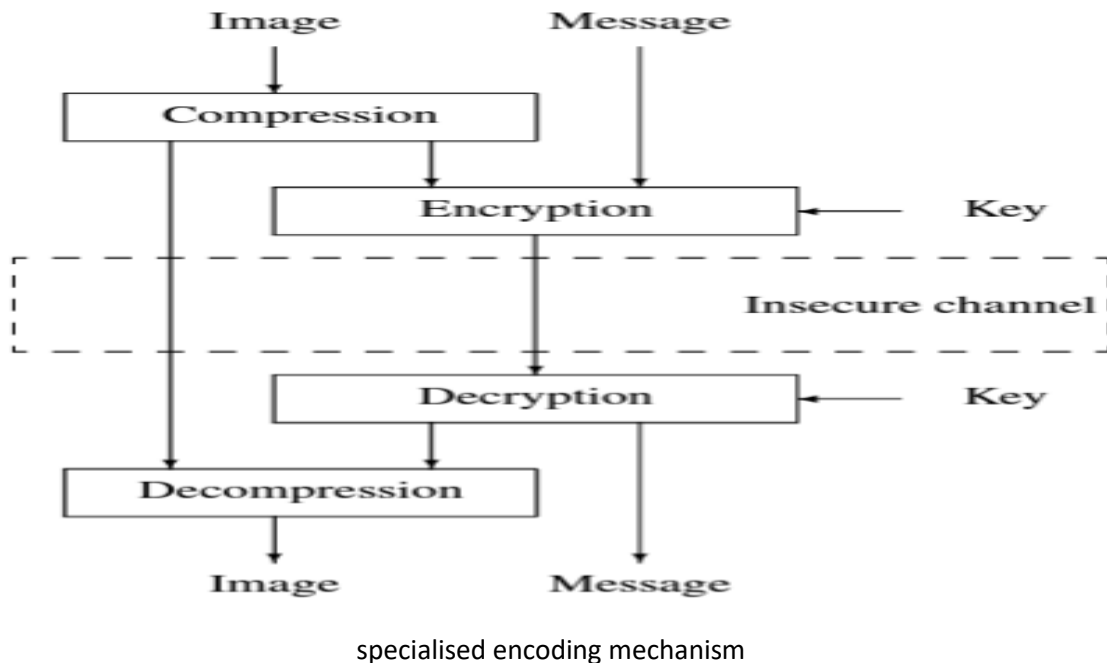 Image Message
Compression
Encryption Key
Insecure channel
Decryption Key
Decompression
Image Message
specialised encoding mechanism